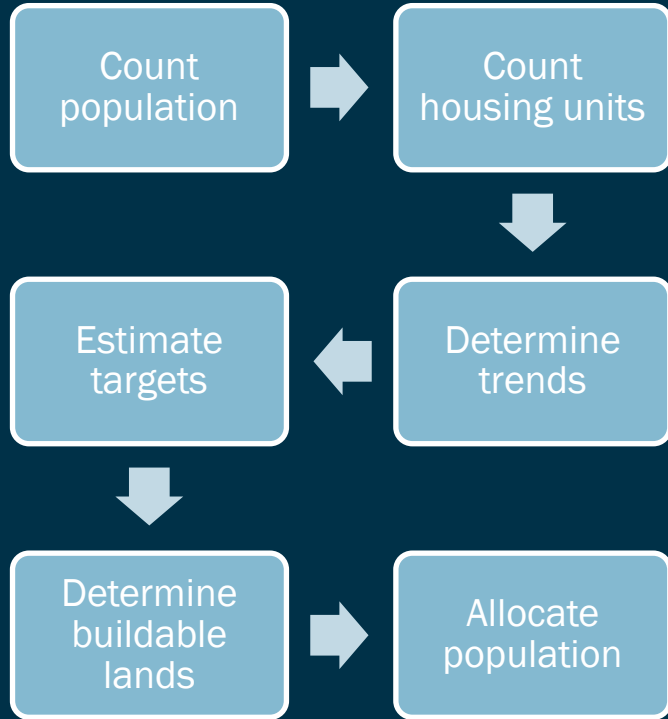 Count
population
Count
housing units
Determine
trends
Estimate
targets
Determine
buildable
lands
Allocate
population